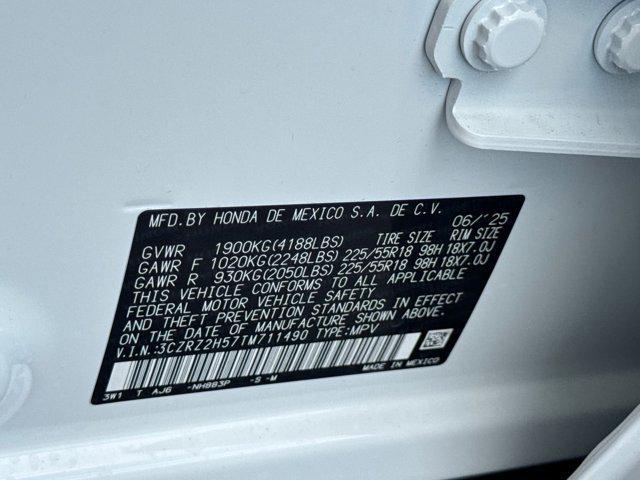 MFD. BY HONDA DE MEXICO S.A. DE C.V. 06/'25
GVWR 1900KG(4188LBS) TIRE SIZE RIM SIZE
GAWR F 1020KG(2248LBS) 225/55R18 98H 18X7.0J
GAWR R 930KG(2050LBS) 225/55R18 98H 18X7.0J
THIS VEHICLE CONFORMS TO ALL APPLICABLE
FEDERAL MOTOR VEHICLE SAFETY
AND THEFT PREVENTION STANDARDS IN EFFECT
ON THE DATE OF MANUFACTURE SHOWN ABOVE.
V.I.N.:3CZRZ2H57TM711490 TYPE:MPV
MADE IN MEXICO
3W1 T AJ6 -NH883P -S -M